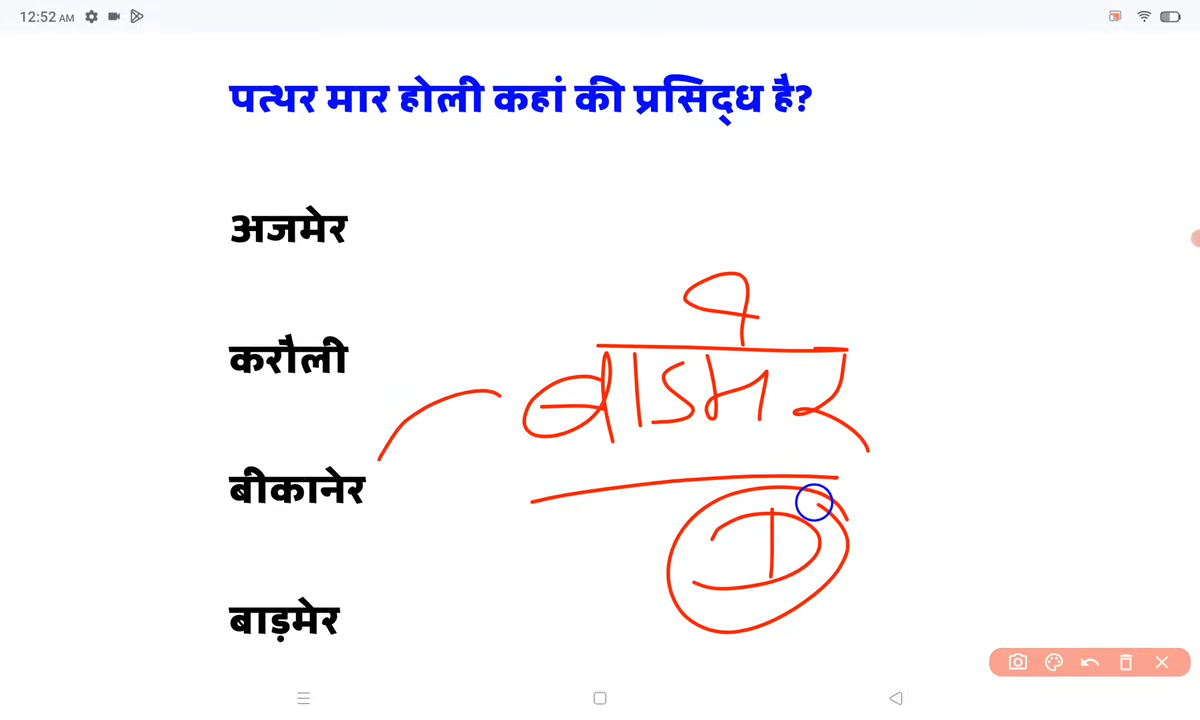 12:52 AM
पत्थर मार होली कहां की प्रसिद्ध है?
अजमेर
करौली
बीकानेर
बाड़मेर
बाडमेर
D